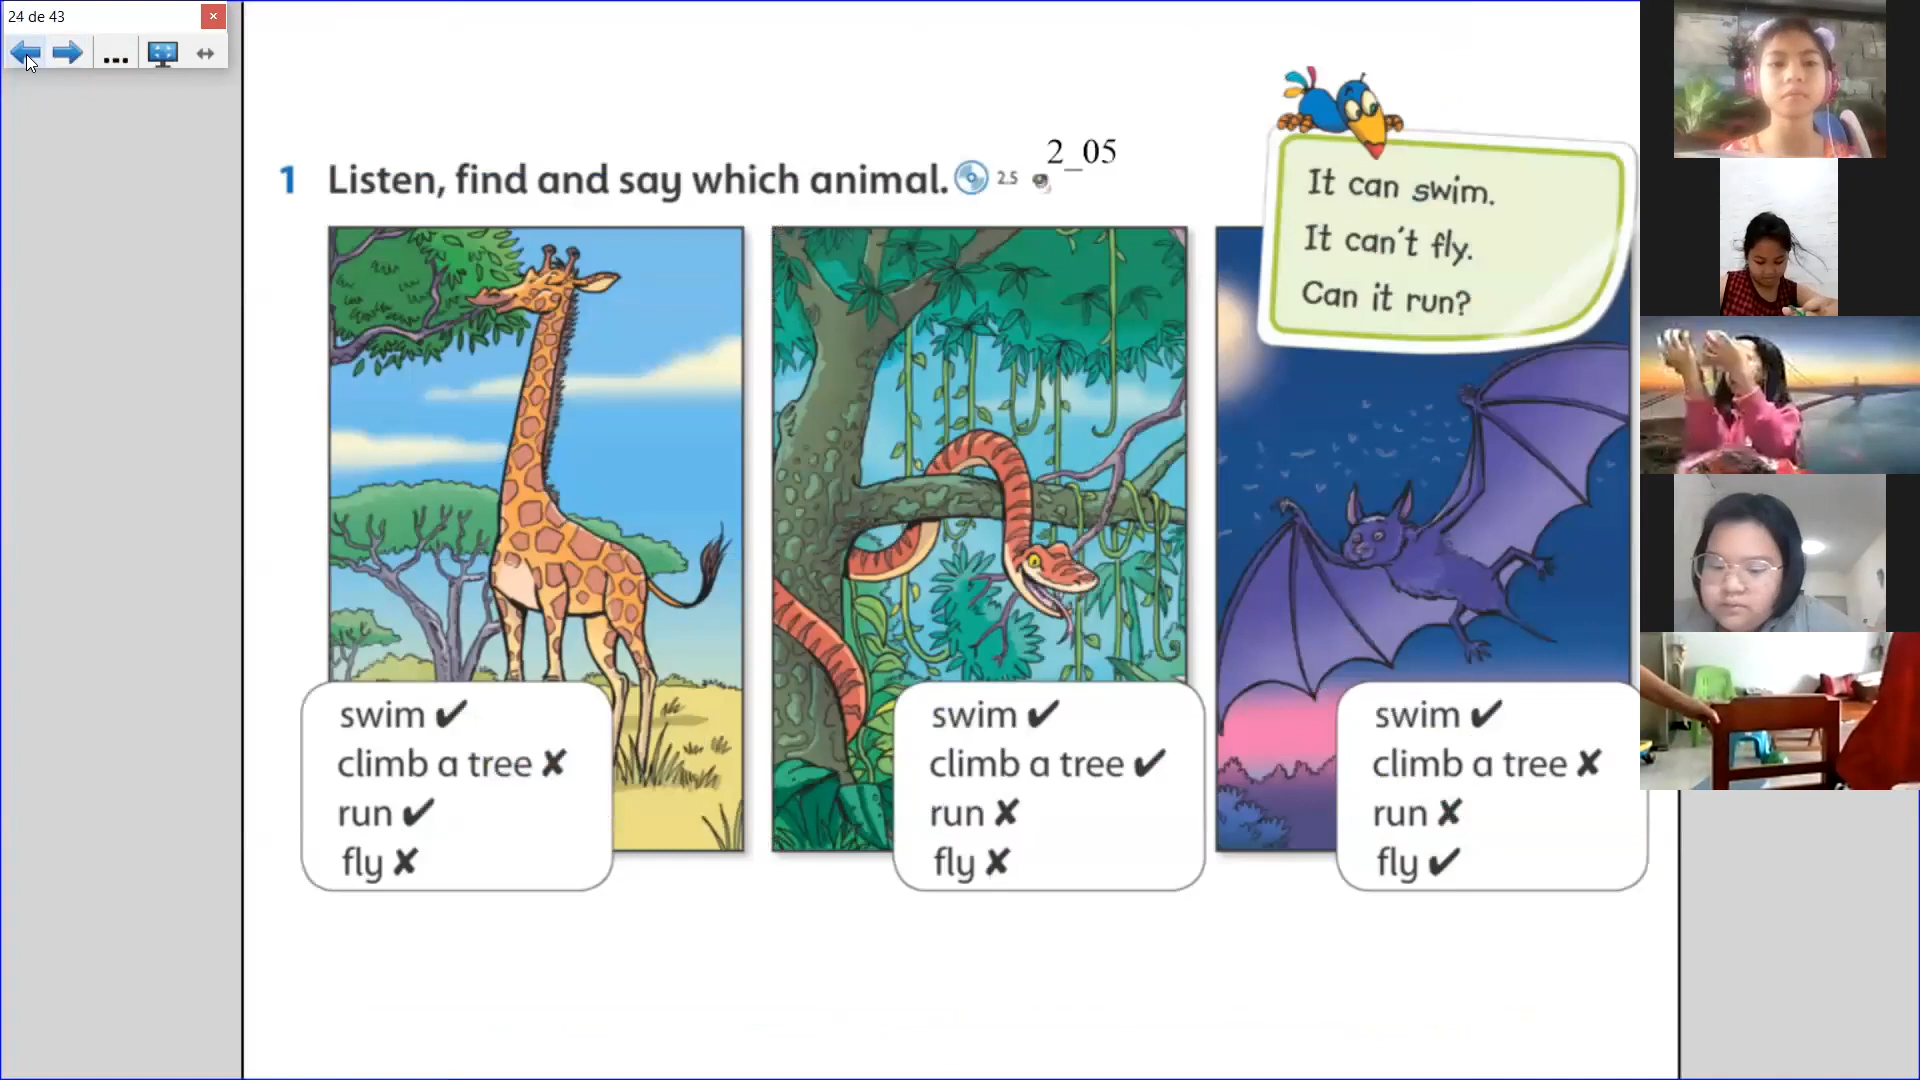 24 de 43
2_05
1 Listen, find and say which animal. 2.5
It can swim.
It can't fly.
Can it run?
swim ✔
climb a tree ✘
run ✔
fly ✘
swim ✔
climb a tree ✔
run ✘
fly ✘
swim ✔
climb a tree ✘
run ✘
fly ✔